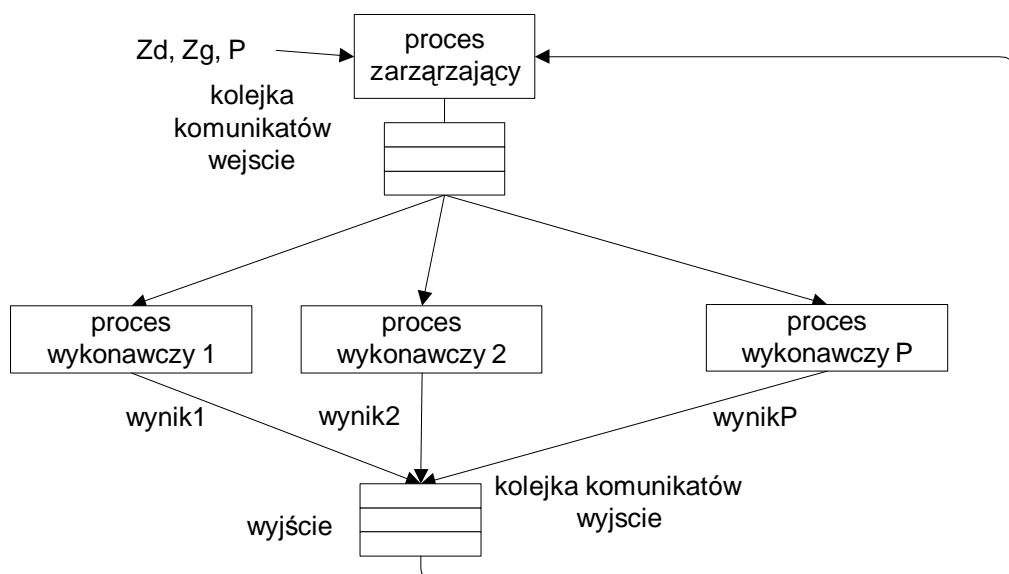 proces
zarzązający
Zd, Zg, P
kolejka
komunikatów
wejscie
proces
wykonawczy 1
proces
wykonawczy 2
proces
wykonawczy P
wynik1
wynik2
wynikP
kolejka komunikatów
wyjscie
wyjście